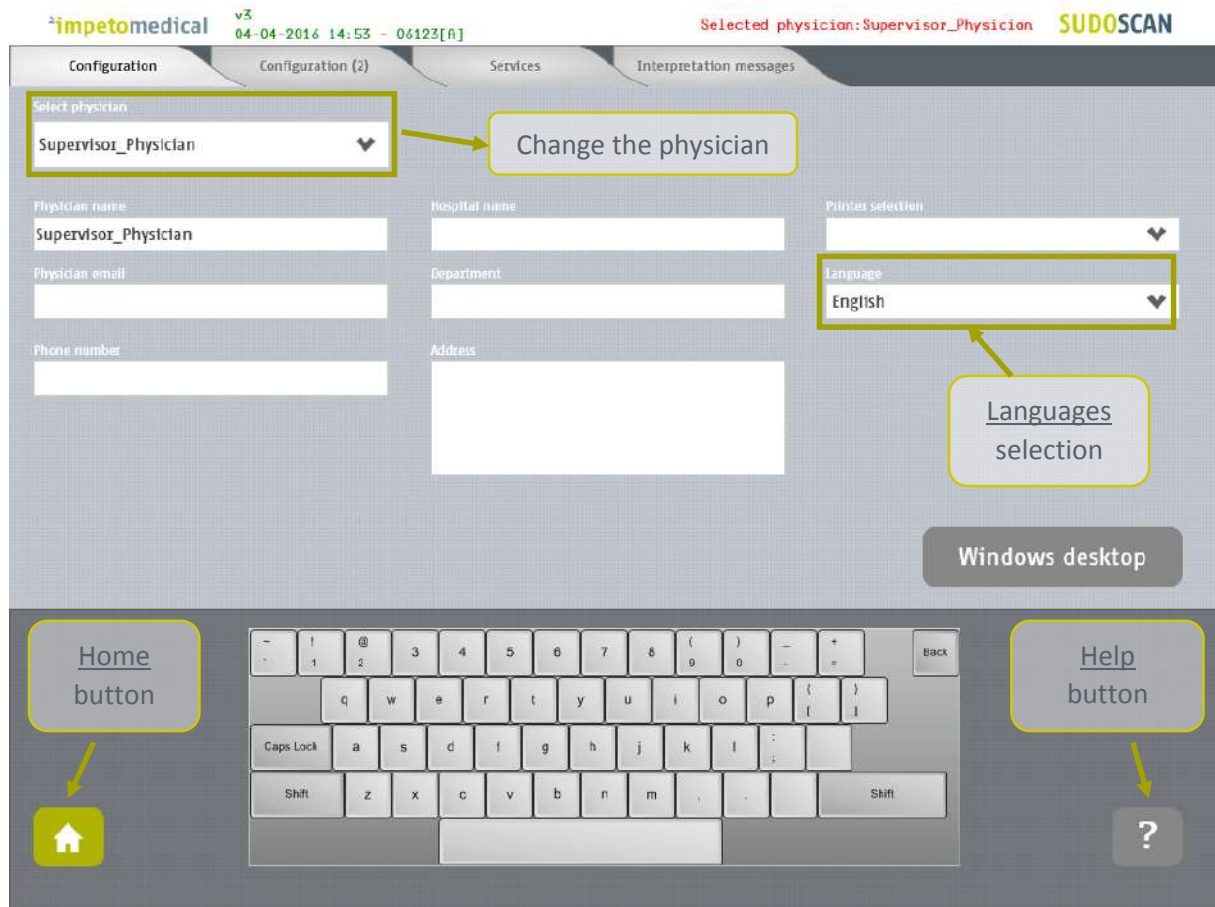 impetomedical
v3
04-04-2016 14:53 - 06123[A]
Selected physician:Supervisor_Physician
SUDOSCAN
Configuration
Configuration (2)
Services
Interpretation messages
Select physician
Supervisor_Physician
Change the physician
Physician name
Hospital name
Printer selection
Supervisor_Physician
Physician email
Department
Language
English
Phone number
Address
Languages
selection
Windows desktop
Home
button
Help
button
~ ! @ 3 4 5 6 7 8 ( ) _ + Back
1 2 9 0 - =
q w e r t y u i o p { }
[ ]
Caps Lock a s d f g h j k l :
;
Shift z x c v b n m , . Shift
?